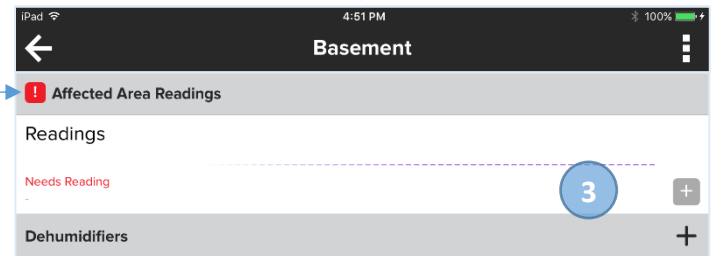 iPad 4:51 PM 100%
Basement
! Affected Area Readings
Readings
Needs Reading
-
3 +
Dehumidifiers +